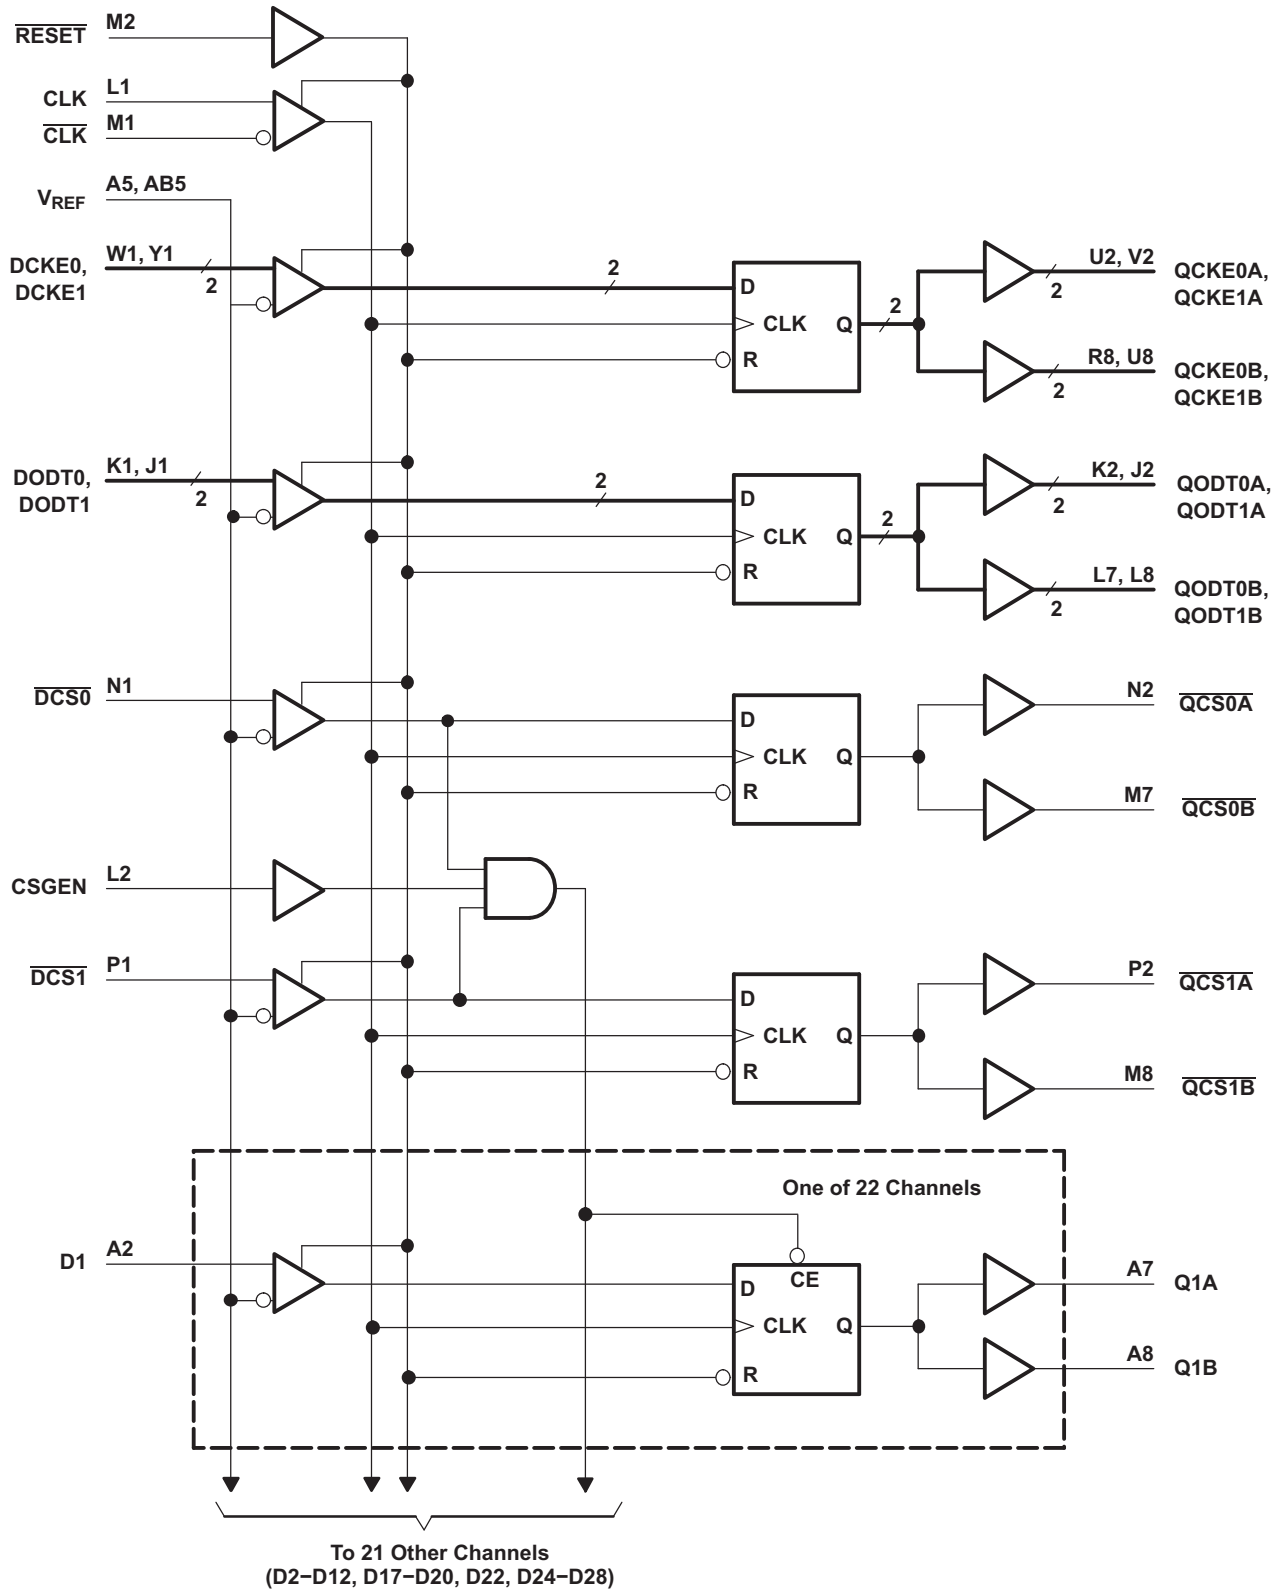 RESET M2
CLK L1
CLK M1
VREF A5, AB5
DCKE0, W1, Y1
DCKE1 2
2
D
CLK Q
R
2
U2, V2 QCKE0A,
2 QCKE1A
R8, U8 QCKE0B,
2 QCKE1B
DODT0, K1, J1
DODT1 2
2
D
CLK Q
R
2
K2, J2 QODT0A,
2 QODT1A
L7, L8 QODT0B,
2 QODT1B
DCS0 N1
D
CLK Q
R
N2 QCS0A
M7 QCS0B
CSGEN L2
DCS1 P1
D
CLK Q
R
P2 QCS1A
M8 QCS1B
One of 22 Channels
D1 A2
CE
D
CLK Q
R
A7 Q1A
A8 Q1B
To 21 Other Channels
(D2−D12, D17−D20, D22, D24−D28)